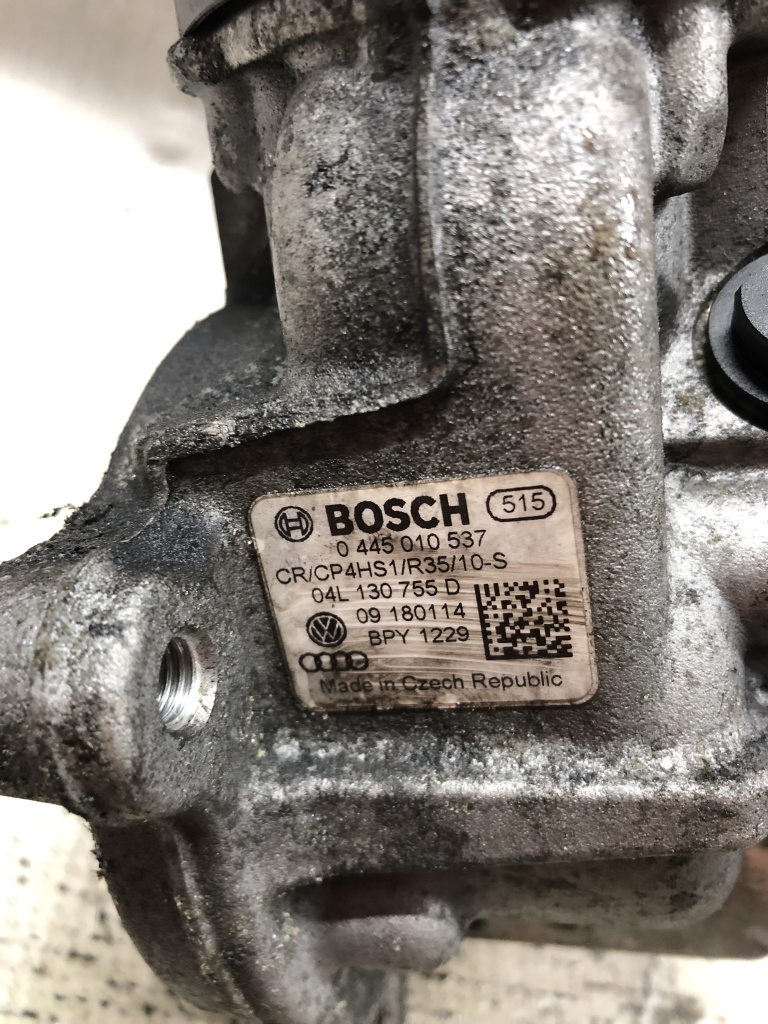 BOSCH 515
0 445 010 537
CR/CP4HS1/R35/10-S
04L 130 755 D
09 180114
BPY 1229
Made in Czech Republic